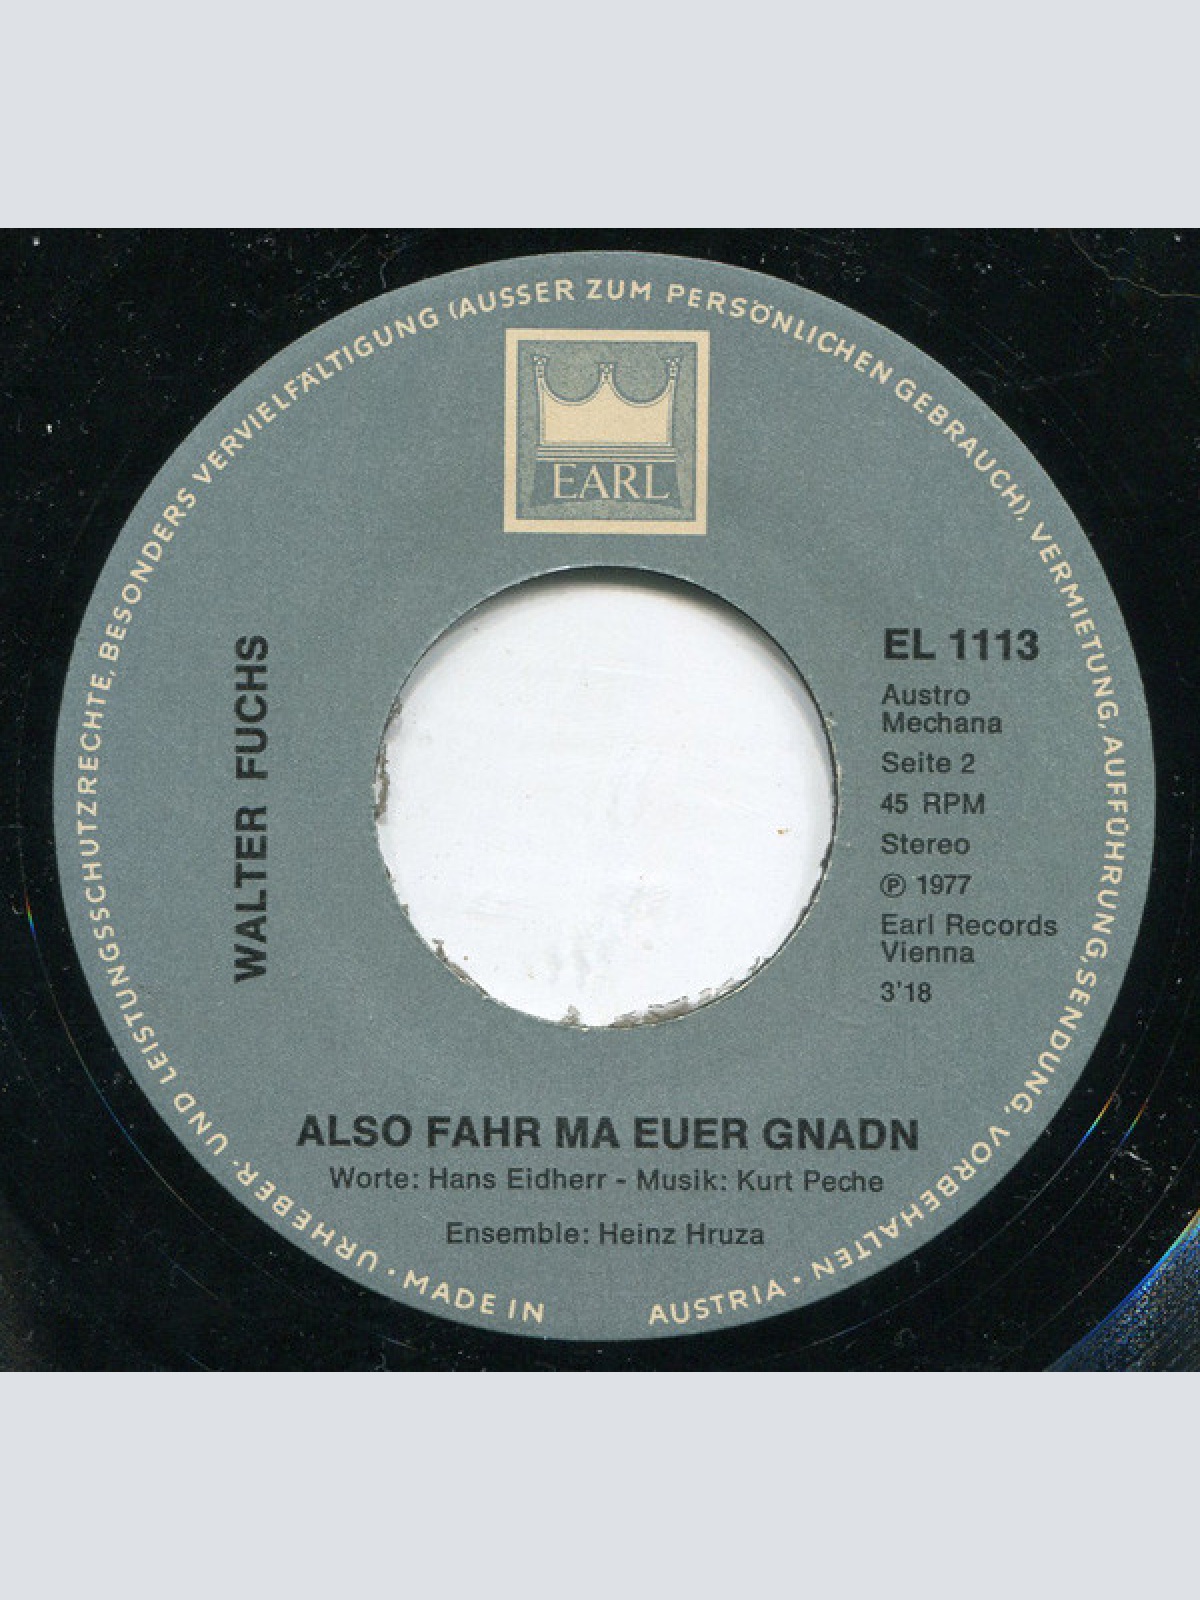 URHEBER- UND LEISTUNGSSCHUTZRECHTE, BESONDERS VERVIELFÄLTIGUNG (AUSSER ZUM PERSÖNLICHEN GEBRAUCH), VERMIETUNG, AUFFÜHRUNG, SENDUNG, VORBEHALTEN
EARL
WALTER FUCHS
EL 1113
Austro
Mechana
Seite 2
45 RPM
Stereo
℗ 1977
Earl Records
Vienna
3'18
ALSO FAHR MA EUER GNADN
Worte: Hans Eidherr - Musik: Kurt Peche
Ensemble: Heinz Hruza
• MADE IN AUSTRIA •